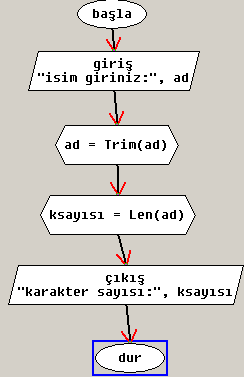 başla
giriş
"isim giriniz:", ad
ad = Trim(ad)
ksayısı = Len(ad)
çıkış
"karakter sayısı:", ksayısı
dur